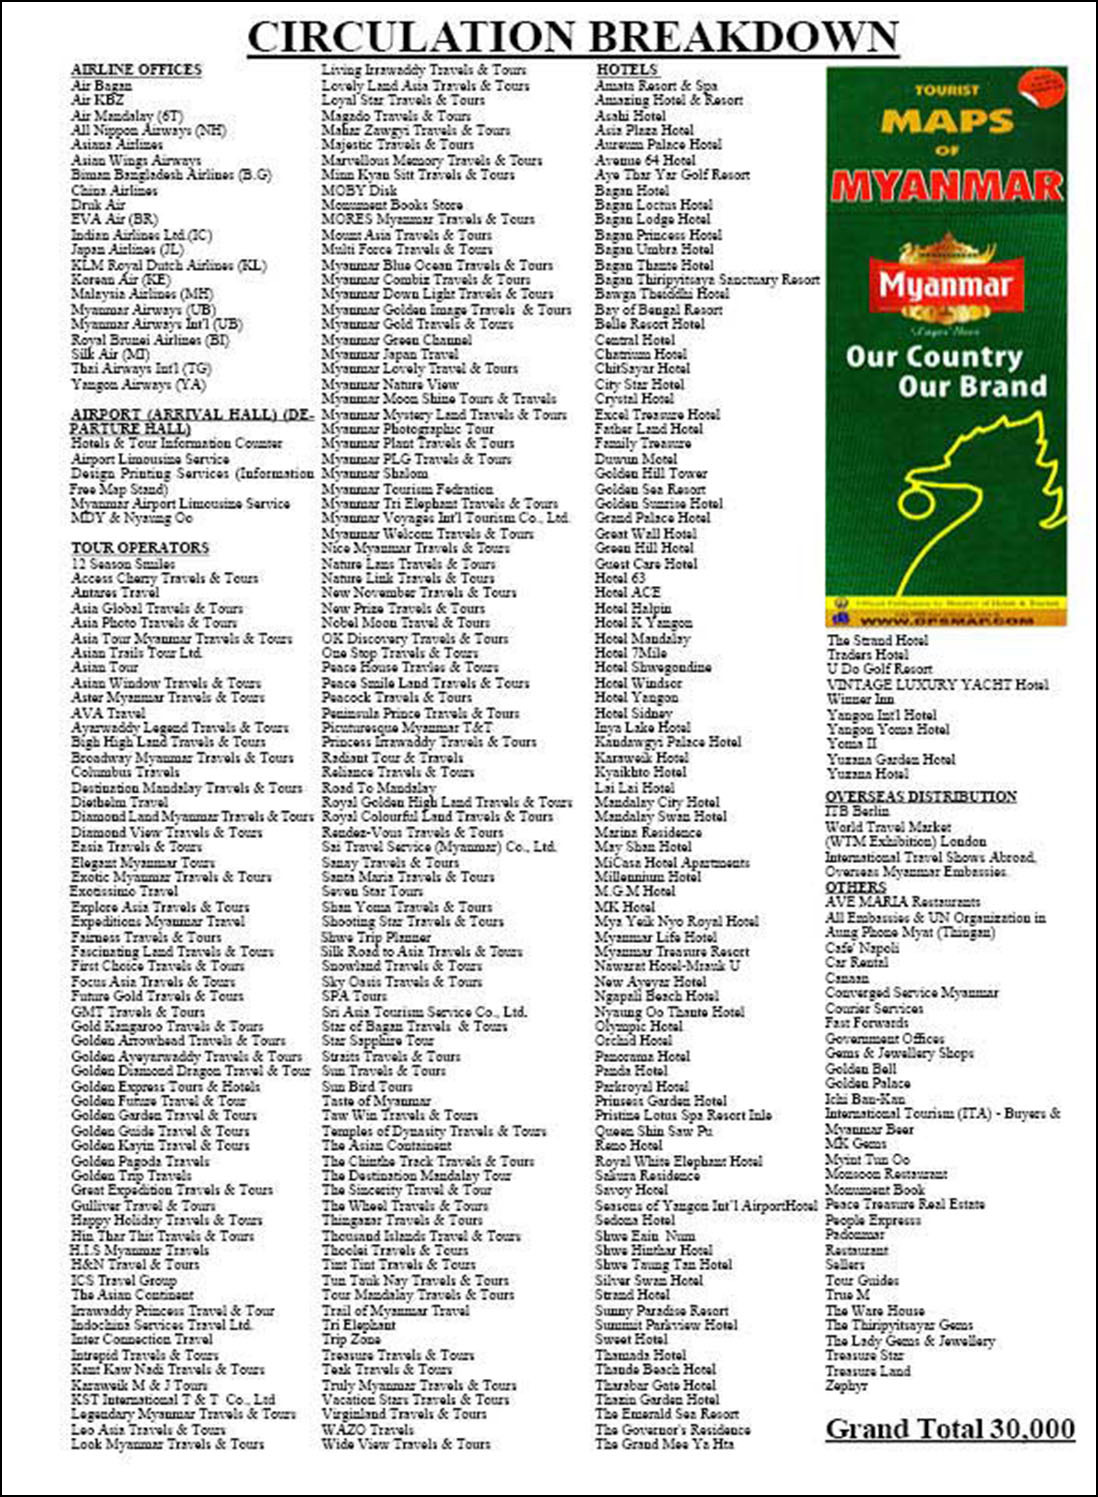 CIRCULATION BREAKDOWN
AIRLINE OFFICES
Air Bagan
Air KBZ
Air Mandalay (6T)
All Nippon Airways (NH)
Asiana Airlines
Asian Wings Airways
Biman Bangladesh Airlines (B.G)
China Airlines
Druk Air
EVA Air (BR)
Indian Airlines Ltd.(IC)
Japan Airlines (JL)
KLM Royal Dutch Airlines (KL)
Korean Air (KE)
Malaysia Airlines (MH)
Myanmar Airways (UB)
Myanmar Airways Int'l (UB)
Royal Brunei Airlines (BI)
Silk Air (MI)
Thai Airways Int'l (TG)
Yangon Airways (YA)
AIRPORT (ARRIVAL HALL) (DE-
PARTURE HALL)
Hotels & Tour Information Counter
Airport Limousine Service
Design Printing Services (Information
Free Map Stand)
Myanmar Airport Limousine Service
MDY & Nyaung Oo
TOUR OPERATORS
12 Season Smiles
Access Cherry Travels & Tours
Antares Travel
Asia Global Travels & Tours
Asia Photo Travels & Tours
Asia Tour Myanmar Travels & Tours
Asian Trails Tour Ltd.
Asian Tour
Asian Window Travels & Tours
Aster Myanmar Travels & Tours
AVA Travel
Ayarwaddy Legend Travels & Tours
Bigh High Land Travels & Tours
Broadway Myanmar Travels & Tours
Columbus Travels
Destination Mandalay Travels & Tours
Diethelm Travel
Diamond Land Myanmar Travels & Tours
Diamond View Travels & Tours
Easia Travels & Tours
Elegant Myanmar Tours
Exotic Myanmar Travels & Tours
Exotissimo Travel
Explore Asia Travels & Tours
Expeditions Myanmar Travel
Fairness Travels & Tours
Fascinating Land Travels & Tours
First Choice Travels & Tours
Focus Asia Travels & Tours
Future Gold Travels & Tours
GMT Travels & Tours
Gold Kangaroo Travels & Tours
Golden Arrowhead Travels & Tours
Golden Ayeyarwaddy Travels & Tours
Golden Diamond Dragon Travel & Tour
Golden Express Tours & Hotels
Golden Future Travel & Tour
Golden Garden Travels & Tours
Golden Guide Travel & Tours
Golden Kayin Travel & Tours
Golden Pagoda Travels
Golden Trip Travels
Great Expedition Travels & Tours
Gulliver Travel & Tours
Happy Holiday Travels & Tours
Hin Thar Thit Travels & Tours
H.I.S Myanmar Travels
H&N Travel & Tours
ICS Travel Group
The Asian Continent
Irrawaddy Princess Travel & Tour
Indochina Services Travel Ltd.
Inter Connection Travel
Intrepid Travels & Tours
Kant Kaw Nadi Travels & Tours
Karaweik M & J Tours
KST International T & T Co., Ltd
Legendary Myanmar Travels & Tours
Leo Asia Travels & Tours
Look Myanmar Travels & Tours
Living Irrawaddy Travels & Tours
Lovely Land Asia Travels & Tours
Loyal Star Travels & Tours
Magado Travels & Tours
Mahar Zawgyi Travels & Tours
Majestic Travels & Tours
Marvellous Memory Travels & Tours
Minn Kyan Sitt Travels & Tours
MOBY Disk
Monument Books Store
MORES Myanmar Travels & Tours
Mount Asia Travels & Tours
Multi Force Travels & Tours
Myanmar Blue Ocean Travels & Tours
Myanmar Combiz Travels & Tours
Myanmar Down Light Travels & Tours
Myanmar Golden Image Travels & Tours
Myanmar Gold Travels & Tours
Myanmar Green Channel
Myanmar Japan Travel
Myanmar Lovely Travel & Tours
Myanmar Nature View
Myanmar Moon Shine Tours & Travels
Myanmar Mystery Land Travels & Tours
Myanmar Photographic Tour
Myanmar Plant Travels & Tours
Myanmar PLG Travels & Tours
Myanmar Shalom
Myanmar Tourism Fedration
Myanmar Tri Elephant Travels & Tours
Myanmar Voyages Int'l Tourism Co., Ltd.
Myanmar Welcom Travels & Tours
Nice Myanmar Travels & Tours
Nature Lans Travels & Tours
Nature Link Travels & Tours
New November Travels & Tours
New Prize Travels & Tours
Nobel Moon Travel & Tours
OK Discovery Travels & Tours
One Stop Travels & Tours
Peace House Travles & Tours
Peace Smile Land Travels & Tours
Peacock Travels & Tours
Peninsula Prince Travels & Tours
Picuturesque Myanmar T&T
Princess Irrawaddy Travels & Tours
Radiant Tour & Travels
Reliance Travels & Tours
Road To Mandalay
Royal Golden High Land Travels & Tours
Royal Colourful Land Travels & Tours
Rendez-Vous Travels & Tours
Sai Travel Service (Myanmar) Co., Ltd.
Sanay Travels & Tours
Santa Maria Travels & Tours
Seven Star Tours
Shan Yoma Travels & Tours
Shooting Star Travels & Tours
Shwe Trip Planner
Silk Road to Asia Travels & Tours
Snowland Travels & Tours
Sky Oasis Travels & Tours
SPA Tours
Sri Asia Tourism Service Co., Ltd.
Star of Bagan Travels & Tours
Star Sapphire Tour
Straits Travels & Tours
Sun Travels & Tours
Sun Bird Tours
Taste of Myanmar
Taw Win Travels & Tours
Temples of Dynasty Travels & Tours
The Asian Containent
The Chinthe Track Travels & Tours
The Destination Mandalay Tour
The Sincerity Travel & Tour
The Wheel Travels & Tours
Thingazar Travels & Tours
Thousand Islands Travel & Tours
Thoolei Travels & Tours
Tint Tint Travels & Tours
Tun Tauk Nay Travels & Tours
Tour Mandalay Travels & Tours
Trail of Myanmar Travel
Tri Elephant
Trip Zone
Treasure Travels & Tours
Teak Travels & Tours
Truly Myanmar Travels & Tours
Vacation Stars Travels & Tours
Virginland Travels & Tours
WAZO Travels
Wide View Travels & Tours
HOTELS
Amata Resort & Spa
Amazing Hotel & Resort
Asahi Hotel
Asia Plaza Hotel
Aureum Palace Hotel
Avenue 64 Hotel
Aye Thar Yar Golf Resort
Bagan Hotel
Bagan Loctus Hotel
Bagan Lodge Hotel
Bagan Princess Hotel
Bagan Umbra Hotel
Bagan Thante Hotel
Bagan Thiripyitsaya Sanctuary Resort
Bawga Theiddhi Hotel
Bay of Bengal Resort
Belle Resort Hotel
Central Hotel
Chatrium Hotel
ChitSayar Hotel
City Star Hotel
Crystal Hotel
Excel Treasure Hotel
Father Land Hotel
Family Treasure
Duwun Motel
Golden Hill Tower
Golden Sea Resort
Golden Sunrise Hotel
Grand Palace Hotel
Great Wall Hotel
Green Hill Hotel
Guest Care Hotel
Hotel 63
Hotel ACE
Hotel Halpin
Hotel K Yangon
Hotel Mandalay
Hotel 7Mile
Hotel Shwegondine
Hotel Windsor
Hotel Yangon
Hotel Sidney
Inya Lake Hotel
Kandawgyi Palace Hotel
Karaweik Hotel
Kyaikhto Hotel
Lai Lai Hotel
Mandalay City Hotel
Mandalay Swan Hotel
Marina Residence
May Shan Hotel
MiCasa Hotel Apartments
Millennium Hotel
M.G.M Hotel
MK Hotel
Mya Yeik Nyo Royal Hotel
Myanmar Life Hotel
Myanmar Treasure Resort
Nawarat Hotel-Mrauk U
New Ayeyar Hotel
Ngapali Beach Hotel
Nyaung Oo Thante Hotel
Olympic Hotel
Orchid Hotel
Panorama Hotel
Panda Hotel
Parkroyal Hotel
Prinsess Garden Hotel
Pristine Lotus Spa Resort Inle
Queen Shin Saw Pu
Reno Hotel
Royal White Elephant Hotel
Sakura Residence
Savoy Hotel
Seasons of Yangon Int'l AirportHotel
Sedona Hotel
Shwe Eain Num
Shwe Hinthar Hotel
Shwe Taung Tan Hotel
Silver Swan Hotel
Strand Hotel
Sunny Paradise Resort
Summit Parkview Hotel
Sweet Hotel
Thamada Hotel
Thande Beach Hotel
Tharabar Gate Hotel
Thazin Garden Hotel
The Emerald Sea Resort
The Governor's Residence
The Grand Mee Ya Hta
TOURIST
MAPS
OF
MYANMAR
Myanmar
Our Country
Our Brand
Official Publication by Ministry of Hotels & Tourism
WWW.DPSMAP.COM
The Strand Hotel
Traders Hotel
U Do Golf Resort
VINTAGE LUXURY YACHT Hotel
Winner Inn
Yangon Int'l Hotel
Yangon Yoma Hotel
Yoma II
Yuzana Garden Hotel
Yuzana Hotel
OVERSEAS DISTRIBUTION
ITB Berlin
World Travel Market
(WTM Exhibition) London
International Travel Shows Abroad,
Overseas Myanmar Embassies.
OTHERS
AVE MARIA Restaurants
All Embassies & UN Organization in
Aung Phone Myat (Thingan)
Cafe' Napoli
Car Rental
Canaan
Converged Service Myanmar
Courier Services
Fast Forwards
Government Offices
Gems & Jewellery Shops
Golden Bell
Golden Palace
Ichi Ban-Kan
International Tourism (ITA) - Buyers &
Myanmar Beer
MK Gems
Myint Tun Oo
Monsoon Restaurant
Monument Book
Peace Treasure Real Estate
People Expresss
Padonmar
Restaurant
Sellers
Tour Guides
True M
The Ware House
The Thiripyitsayar Gems
The Lady Gems & Jewellery
Treasure Star
Treasure Land
Zephyr
Grand Total 30,000